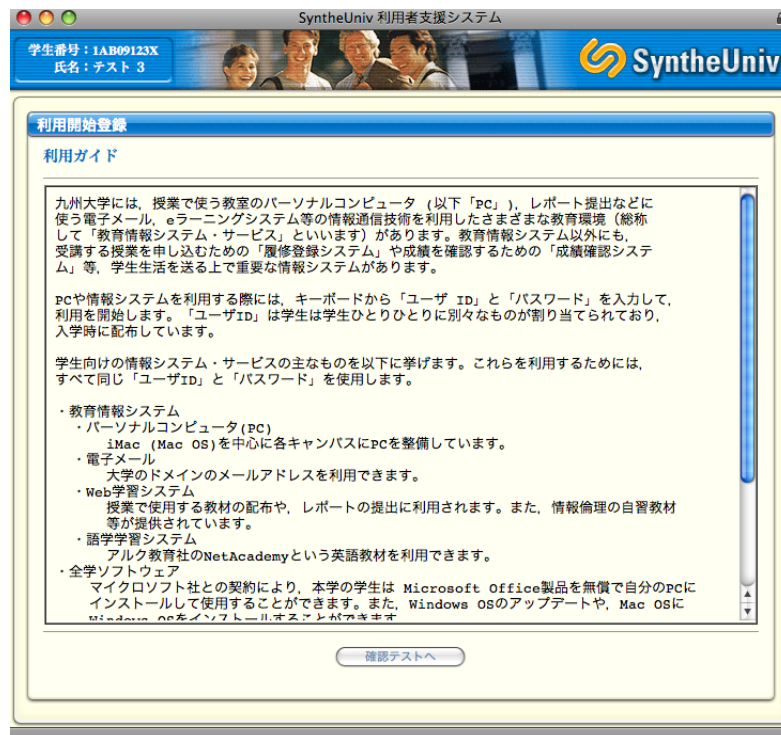 SyntheUniv 利用者支援システム
学生番号：1AB09123X
氏名：テスト 3
SyntheUniv
利用開始登録
利用ガイド
九州大学には，授業で使う教室のパーソナルコンピュータ (以下「PC」)，レポート提出などに
使う電子メール，eラーニングシステム等の情報通信技術を利用したさまざまな教育環境（総称
して「教育情報システム・サービス」といいます）があります。教育情報システム以外にも，
受講する授業を申し込むための「履修登録システム」や成績を確認するための「成績確認システ
ム」等，学生生活を送る上で重要な情報システムがあります。
PCや情報システムを利用する際には，キーボードから「ユーザ ID」と「パスワード」を入力して，
利用を開始します。「ユーザID」は学生は学生ひとりひとりに別々なものが割り当てられており，
入学時に配布しています。
学生向けの情報システム・サービスの主なものを以下に挙げます。これらを利用するためには，
すべて同じ「ユーザID」と「パスワード」を使用します。
・教育情報システム
・パーソナルコンピュータ(PC)
iMac (Mac OS)を中心に各キャンパスにPCを整備しています。
・電子メール
大学のドメインのメールアドレスを利用できます。
・Web学習システム
授業で使用する教材の配布や，レポートの提出に利用されます。また，情報倫理の自習教材
等が提供されています。
・語学学習システム
アルク教育社のNetAcademyという英語教材を利用できます。
・全学ソフトウェア
マイクロソフト社との契約により，本学の学生は Microsoft Office製品を無償で自分のPCに
インストールして使用することができます。また，Windows OSのアップデートや，Mac OSに
Windows OSをインストールすることができます
確認テストへ